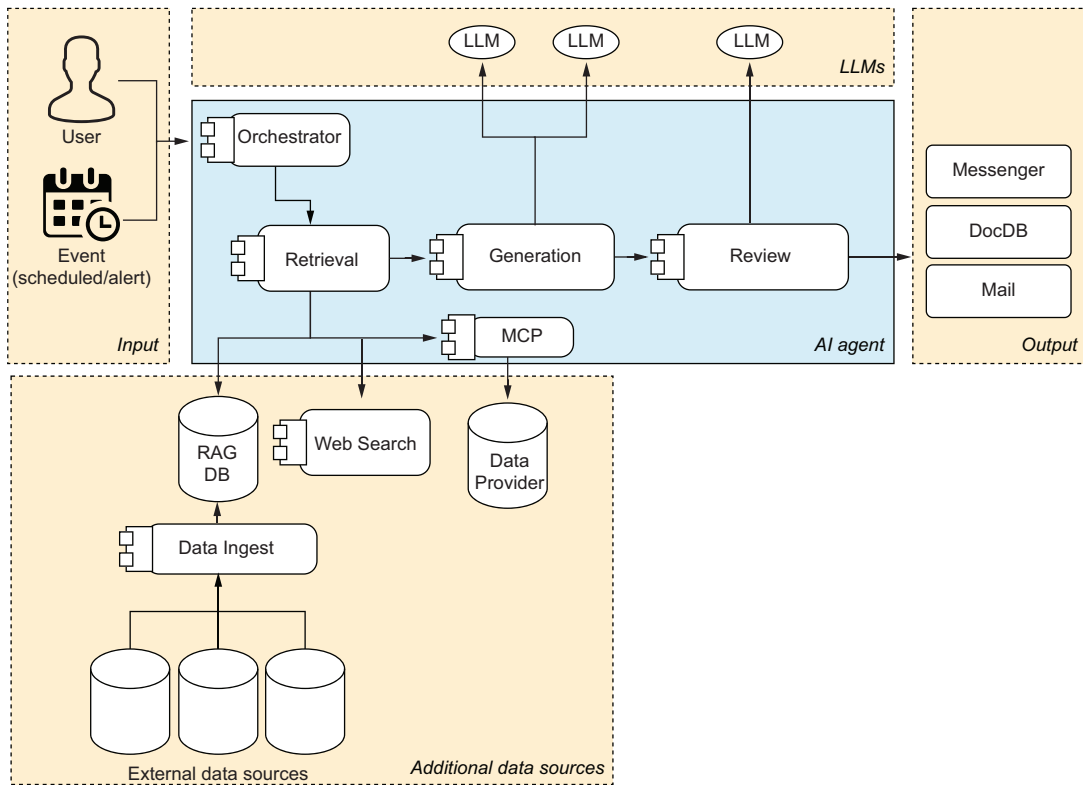 LLM
LLM
LLM
LLMs
User
Event
(scheduled/alert)
Input
Orchestrator
Retrieval
Generation
Review
MCP
AI agent
Messenger
DocDB
Mail
Output
RAG
DB
Web Search
Data
Provider
Data Ingest
External data sources
Additional data sources